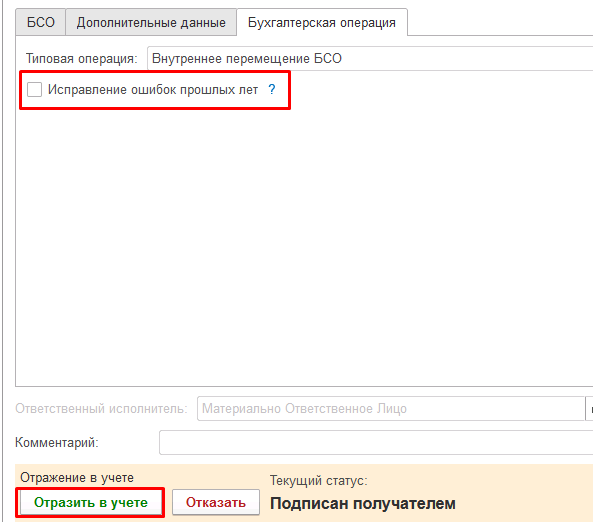 БСО Дополнительные данные Бухгалтерская операция
Типовая операция: Внутреннее перемещение БСО
Исправление ошибок прошлых лет ?
Ответственный исполнитель: Материально Ответственное Лицо
Комментарий:
Отражение в учете Текущий статус:
Отразить в учете Отказать Подписан получателем